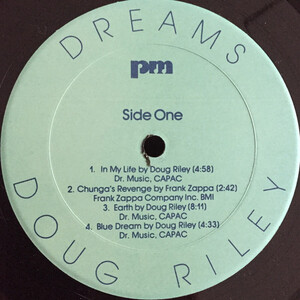 DREAMS
pm
Side One
1. In My Life by Doug Riley (4:58)
Dr. Music, CAPAC
2. Chunga's Revenge by Frank Zappa (2:42)
Frank Zappa Company Inc. BMI
3. Earth by Doug Riley (8:11)
Dr. Music, CAPAC
4. Blue Dream by Doug Riley (4:33)
Dr. Music, CAPAC
DOUG RILEY